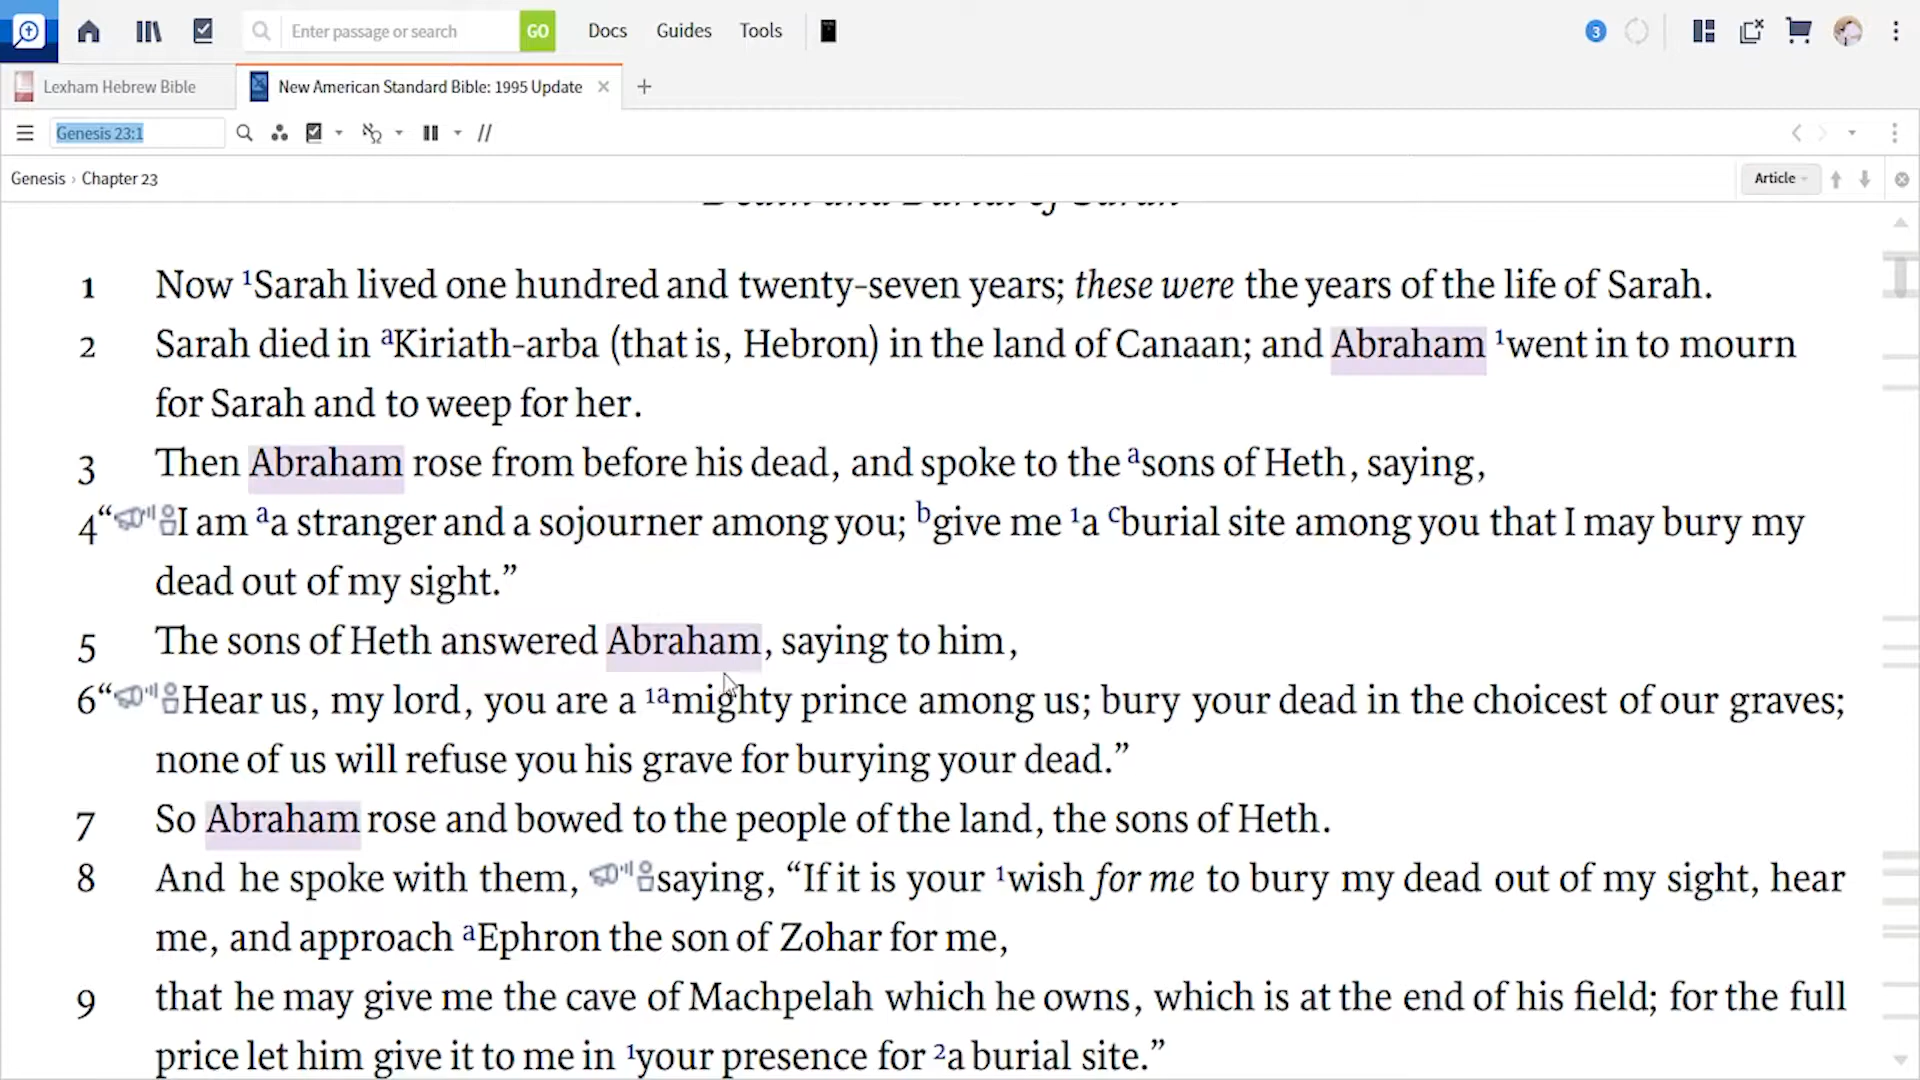 Enter passage or search GO Docs Guides Tools 3
Lexham Hebrew Bible New American Standard Bible: 1995 Update
Genesis 23:1
Genesis › Chapter 23 Article
Death and Burial of Sarah
1 Now ¹Sarah lived one hundred and twenty-seven years; these were the years of the life of Sarah.
2 Sarah died in ᵃKiriath-arba (that is, Hebron) in the land of Canaan; and Abraham ¹went in to mourn
for Sarah and to weep for her.
3 Then Abraham rose from before his dead, and spoke to the ᵃsons of Heth, saying,
4 “I am ᵃa stranger and a sojourner among you; ᵇgive me ¹a ᶜburial site among you that I may bury my
dead out of my sight.”
5 The sons of Heth answered Abraham, saying to him,
6 “Hear us, my lord, you are a ¹ᵃmighty prince among us; bury your dead in the choicest of our graves;
none of us will refuse you his grave for burying your dead.”
7 So Abraham rose and bowed to the people of the land, the sons of Heth.
8 And he spoke with them, saying, “If it is your ¹wish for me to bury my dead out of my sight, hear
me, and approach ᵃEphron the son of Zohar for me,
9 that he may give me the cave of Machpelah which he owns, which is at the end of his field; for the full
price let him give it to me in ¹your presence for ²a burial site.”